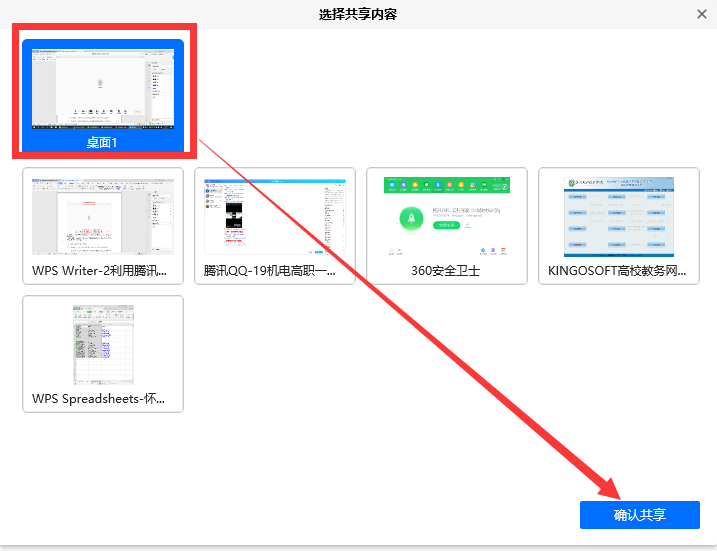 选择共享内容
桌面1
WPS Writer-2利用腾讯...
腾讯QQ-19机电高职一...
360安全卫士
KINGOSOFT高校教务网...
WPS Spreadsheets-怀...
确认共享